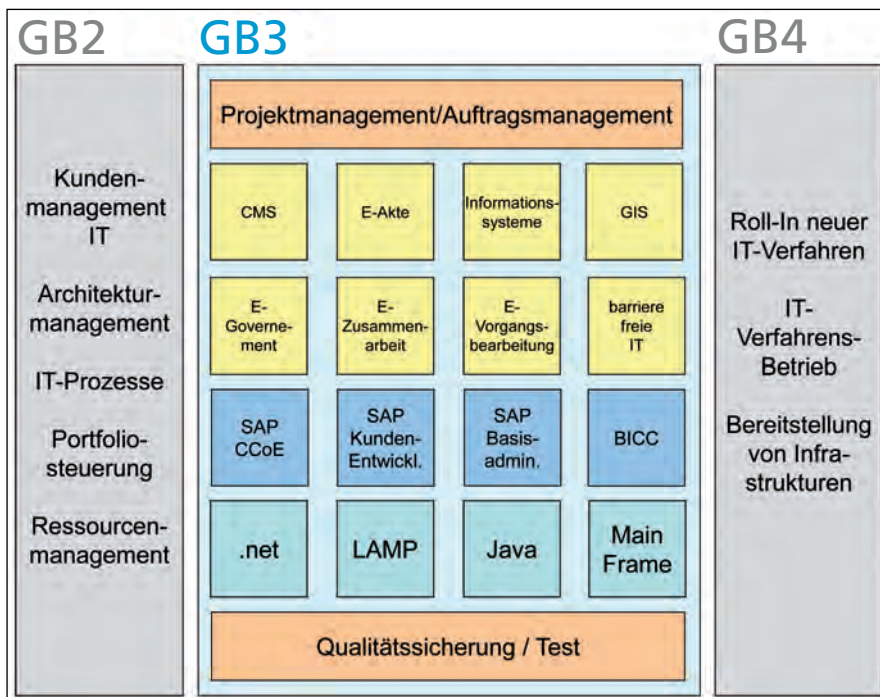 GB2
GB3
GB4
Kunden-
management
IT
Architektur-
management
IT-Prozesse
Portfolio-
steuerung
Ressourcen-
management
Projektmanagement/Auftragsmanagement
CMS
E-Akte
Informations-
systeme
GIS
E-
Governe-
ment
E-
Zusammen-
arbeit
E-
Vorgangs-
bearbeitung
barriere
freie
IT
SAP
CCoE
SAP
Kunden-
Entwickl.
SAP
Basis-
admin.
BICC
.net
LAMP
Java
Main
Frame
Qualitätssicherung / Test
Roll-In neuer
IT-Verfahren
IT-
Verfahrens-
Betrieb
Bereitstellung
von Infra-
strukturen